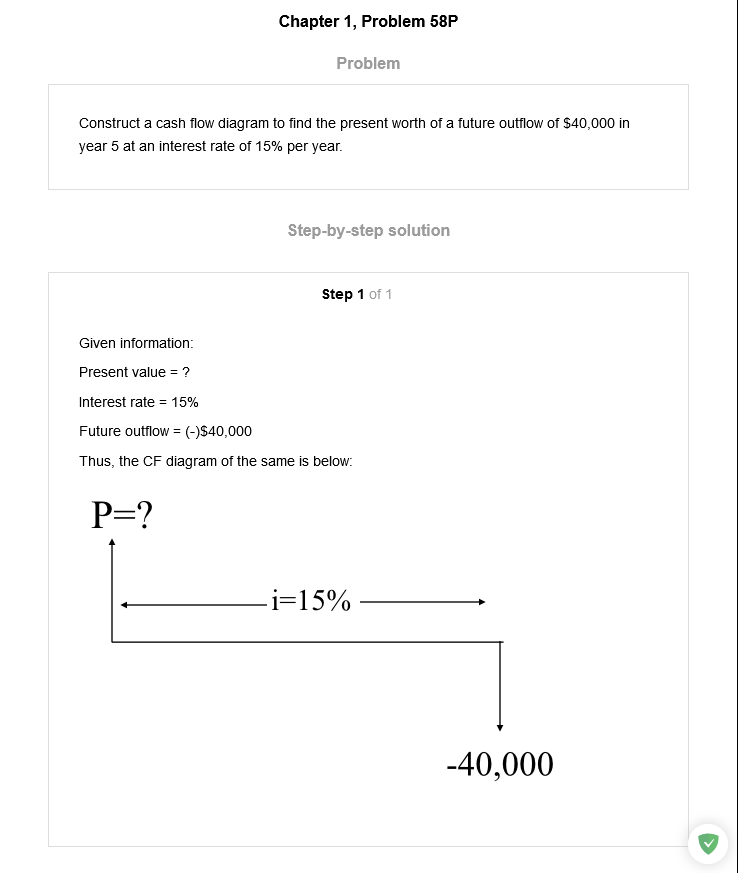 Chapter 1, Problem 58P
Problem
Construct a cash flow diagram to find the present worth of a future outflow of $40,000 in
year 5 at an interest rate of 15% per year.
Step-by-step solution
Step 1 of 1
Given information:
Present value = ?
Interest rate = 15%
Future outflow = (-)$40,000
Thus, the CF diagram of the same is below:
P=?
i=15%
-40,000